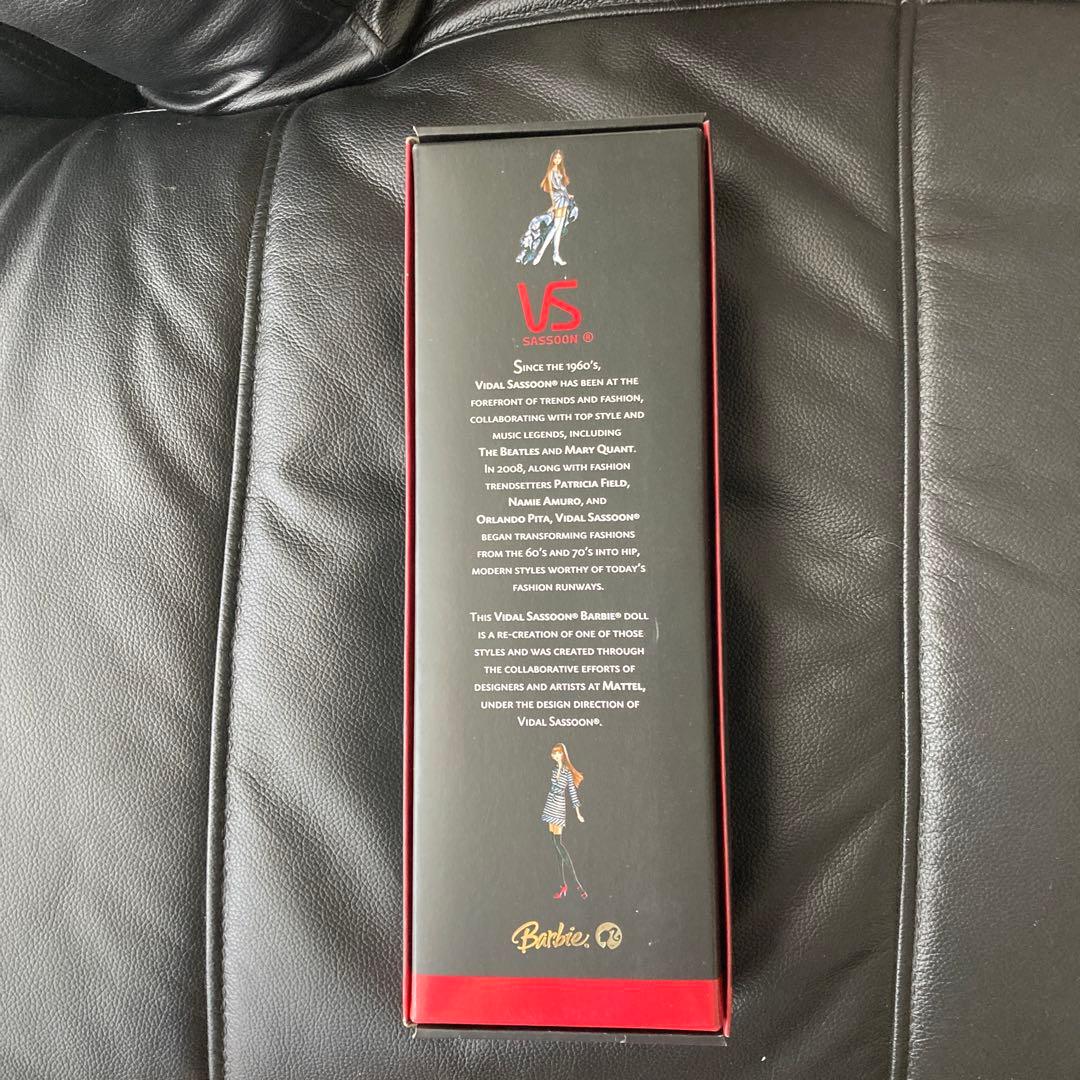 VS
SASSOON ®
SINCE THE 1960'S,
VIDAL SASSOON® HAS BEEN AT THE
FOREFRONT OF TRENDS AND FASHION,
COLLABORATING WITH TOP STYLE AND
MUSIC LEGENDS, INCLUDING
THE BEATLES AND MARY QUANT.
IN 2008, ALONG WITH FASHION
TRENDSETTERS PATRICIA FIELD,
NAMIE AMURO, AND
ORLANDO PITA, VIDAL SASSOON®
BEGAN TRANSFORMING FASHIONS
FROM THE 60'S AND 70'S INTO HIP,
MODERN STYLES WORTHY OF TODAY'S
FASHION RUNWAYS.
THIS VIDAL SASSOON® BARBIE® DOLL
IS A RE-CREATION OF ONE OF THOSE
STYLES AND WAS CREATED THROUGH
THE COLLABORATIVE EFFORTS OF
DESIGNERS AND ARTISTS AT MATTEL,
UNDER THE DESIGN DIRECTION OF
VIDAL SASSOON®.
Barbie®